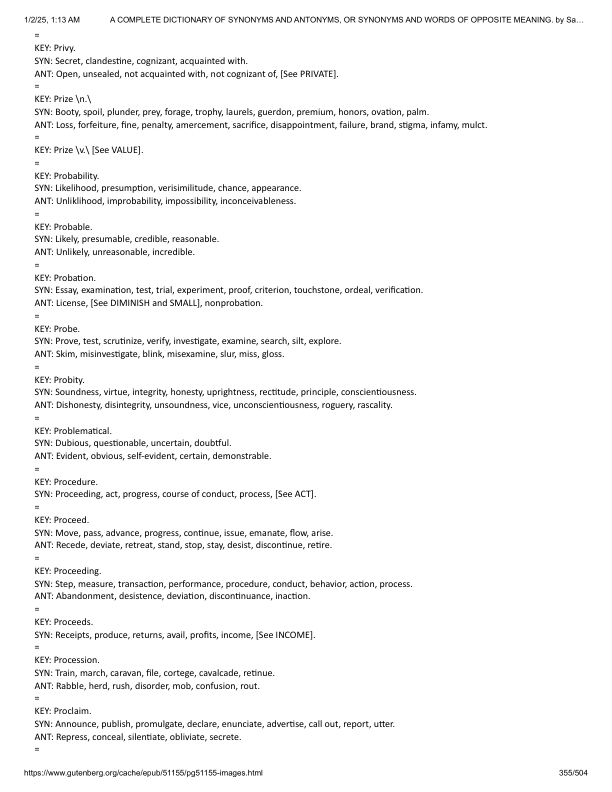 1/2/25, 1:13 AM A COMPLETE DICTIONARY OF SYNONYMS AND ANTONYMS, OR SYNONYMS AND WORDS OF OPPOSITE MEANING. by Sa…
=
KEY: Privy.
SYN: Secret, clandestine, cognizant, acquainted with.
ANT: Open, unsealed, not acquainted with, not cognizant of, [See PRIVATE].
=
KEY: Prize \n.\
SYN: Booty, spoil, plunder, prey, forage, trophy, laurels, guerdon, premium, honors, ovation, palm.
ANT: Loss, forfeiture, fine, penalty, amercement, sacrifice, disappointment, failure, brand, stigma, infamy, mulct.
=
KEY: Prize \v.\ [See VALUE].
=
KEY: Probability.
SYN: Likelihood, presumption, verisimilitude, chance, appearance.
ANT: Unliklihood, improbability, impossibility, inconceivableness.
=
KEY: Probable.
SYN: Likely, presumable, credible, reasonable.
ANT: Unlikely, unreasonable, incredible.
=
KEY: Probation.
SYN: Essay, examination, test, trial, experiment, proof, criterion, touchstone, ordeal, verification.
ANT: License, [See DIMINISH and SMALL], nonprobation.
=
KEY: Probe.
SYN: Prove, test, scrutinize, verify, investigate, examine, search, silt, explore.
ANT: Skim, misinvestigate, blink, misexamine, slur, miss, gloss.
=
KEY: Probity.
SYN: Soundness, virtue, integrity, honesty, uprightness, rectitude, principle, conscientiousness.
ANT: Dishonesty, disintegrity, unsoundness, vice, unconscientiousness, roguery, rascality.
=
KEY: Problematical.
SYN: Dubious, questionable, uncertain, doubtful.
ANT: Evident, obvious, self-evident, certain, demonstrable.
=
KEY: Procedure.
SYN: Proceeding, act, progress, course of conduct, process, [See ACT].
=
KEY: Proceed.
SYN: Move, pass, advance, progress, continue, issue, emanate, flow, arise.
ANT: Recede, deviate, retreat, stand, stop, stay, desist, discontinue, retire.
=
KEY: Proceeding.
SYN: Step, measure, transaction, performance, procedure, conduct, behavior, action, process.
ANT: Abandonment, desistence, deviation, discontinuance, inaction.
=
KEY: Proceeds.
SYN: Receipts, produce, returns, avail, profits, income, [See INCOME].
=
KEY: Procession.
SYN: Train, march, caravan, file, cortege, cavalcade, retinue.
ANT: Rabble, herd, rush, disorder, mob, confusion, rout.
=
KEY: Proclaim.
SYN: Announce, publish, promulgate, declare, enunciate, advertise, call out, report, utter.
ANT: Repress, conceal, silentiate, obliviate, secrete.
=
https://www.gutenberg.org/cache/epub/51155/pg51155-images.html 355/504